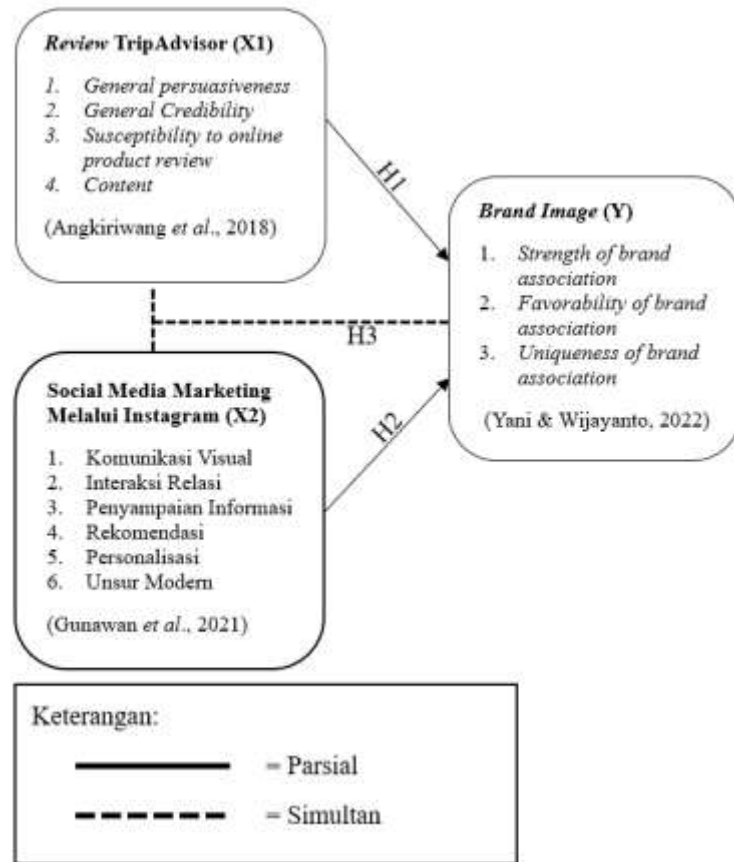 Review TripAdvisor (X1)
1. General persuasiveness
2. General Credibility
3. Susceptibility to online
product review
4. Content
(Angkiriwang et al., 2018)
H1
Brand Image (Y)
1. Strength of brand
association
2. Favorability of brand
association
3. Uniqueness of brand
association
(Yani & Wijayanto, 2022)
H3
Social Media Marketing
Melalui Instagram (X2)
1. Komunikasi Visual
2. Interaksi Relasi
3. Penyampaian Informasi
4. Rekomendasi
5. Personalisasi
6. Unsur Modern
(Gunawan et al., 2021)
H2
Keterangan:
= Parsial
= Simultan